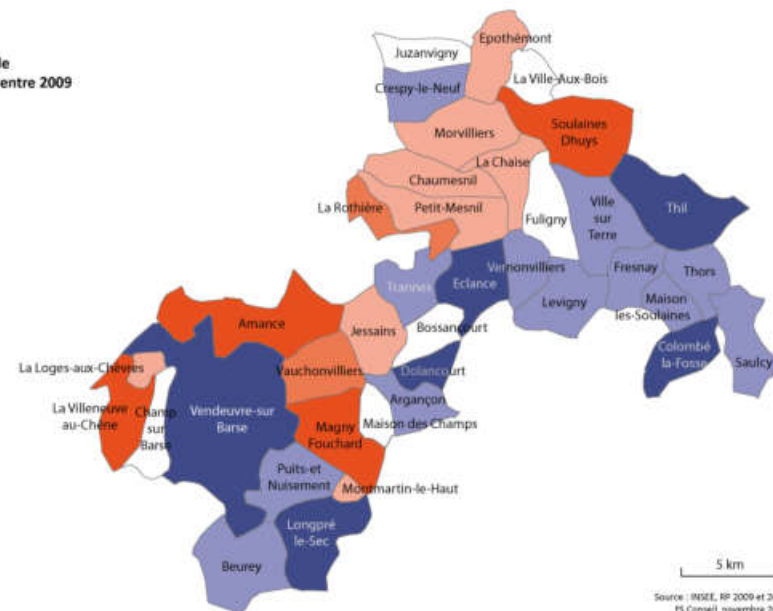 le
entre 2009
Epothémont
Juzanvigny
La Ville-Aux-Bois
Crespy-le-Neuf
Soulaines
Dhuys
Morvilliers
La Chaise
Chaumesnil
La Rothière
Petit-Mesnil
Fuligny
Ville
sur
Terre
Thil
Vernonvilliers
Fresnay
Thors
Trannes
Eclance
Levigny
Maison
les-Soulaines
Amance
Jessains
Bossancourt
Colombé
la-Fosse
Saulcy
La Loges-aux-Chèvres
Vauchonvilliers
Dolancourt
Argançon
La Villeneuve
au-Chêne
Champ
sur
Barse
Vendeuvre-sur
Barse
Magny
Fouchard
Maison des Champs
Puits-et
Nuisement
Montmartin-le-Haut
Longpré
le-Sec
Beurey
5 km
Source : INSEE, RP 2009 et
PS Conseil, novembre